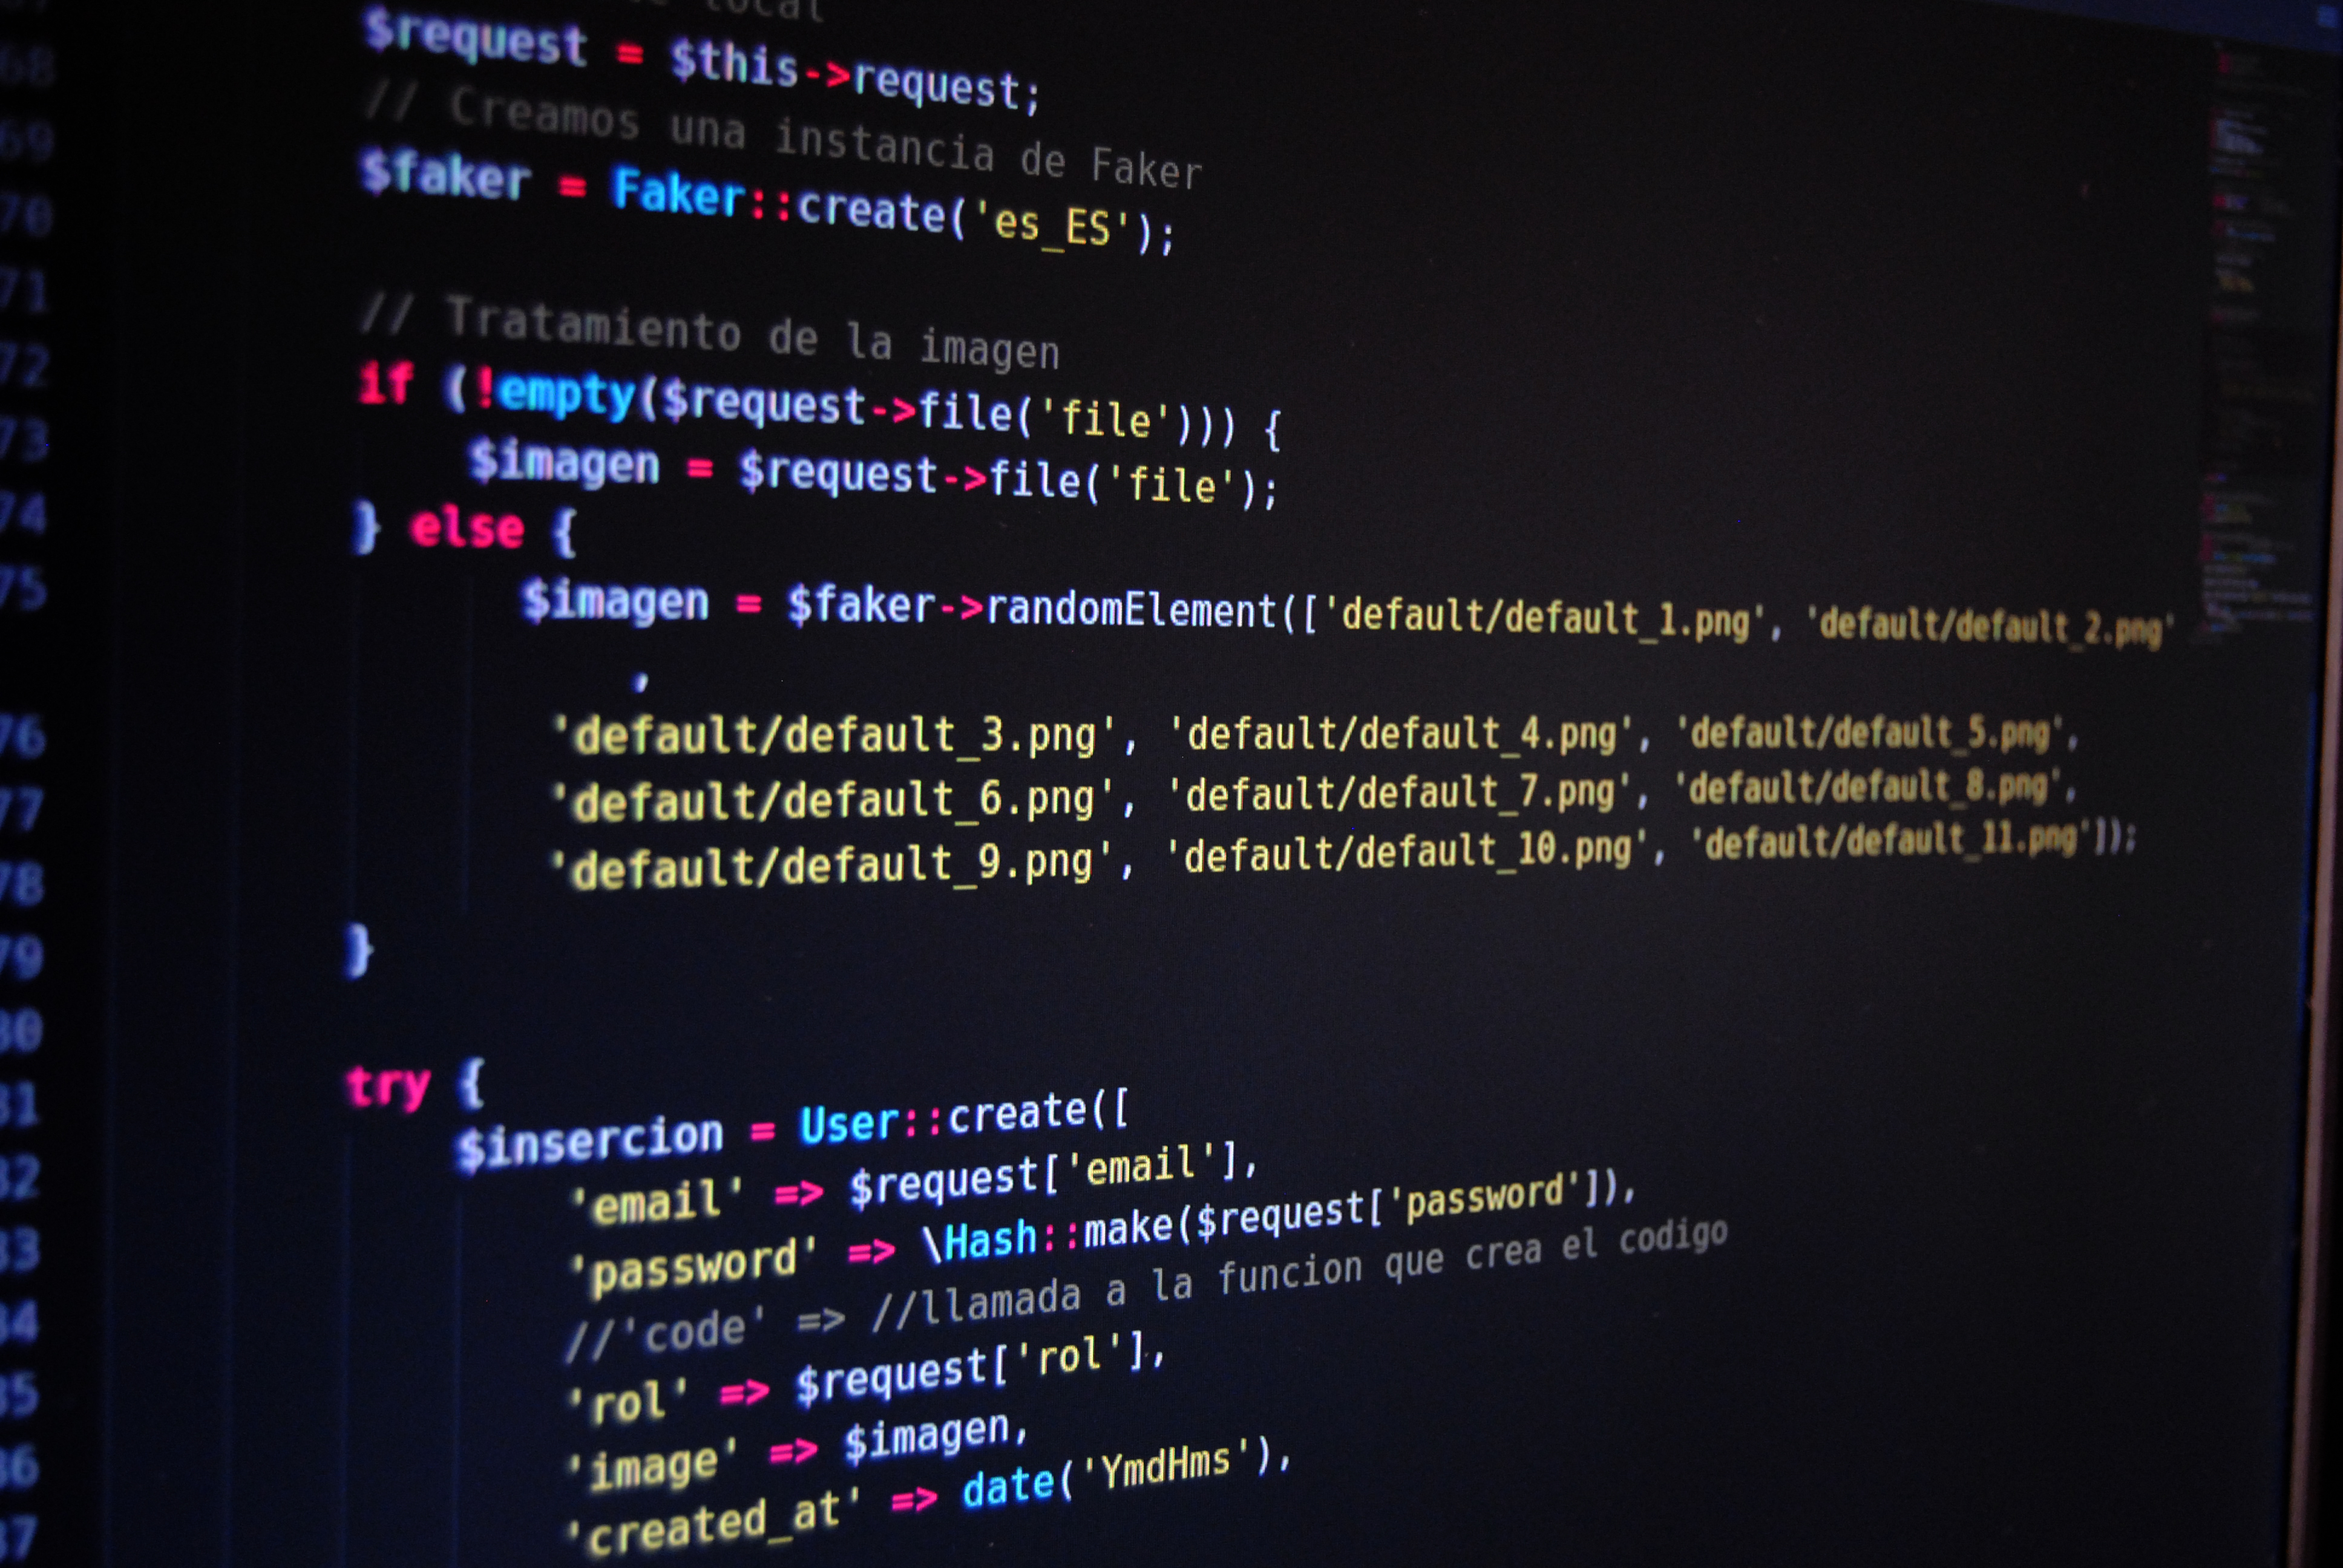 local
68 $request = $this->request;
69 // Creamos una instancia de Faker
70 $faker = Faker::create('es_ES');
71
72 // Tratamiento de la imagen
73 if (!empty($request->file('file'))) {
74 $imagen = $request->file('file');
75 } else {
$imagen = $faker->randomElement(['default/default_1.png', 'default/default_2.png'
,
76 'default/default_3.png', 'default/default_4.png', 'default/default_5.png',
77 'default/default_6.png', 'default/default_7.png', 'default/default_8.png',
78 'default/default_9.png', 'default/default_10.png', 'default/default_11.png']);
79 }
80
81 try {
$insercion = User::create([
82 'email' => $request['email'],
83 'password' => \Hash::make($request['password']),
84 //'code' => //llamada a la funcion que crea el codigo
85 'rol' => $request['rol'],
86 'image' => $imagen,
87 'created_at' => date('YmdHms'),